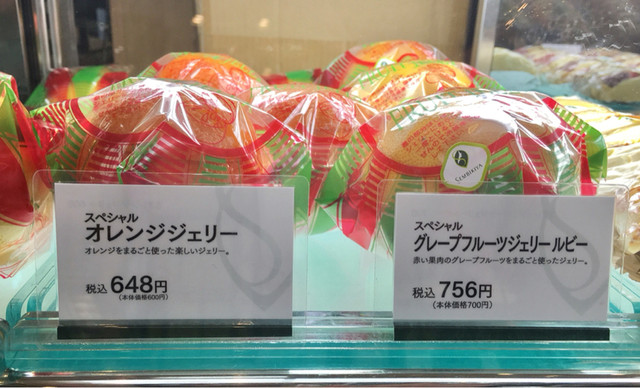 スペシャル
オレンジジェリー
オレンジをまるごと使った楽しいジェリー。
税込 648円
(本体価格600円)
SEMBIKIYA
スペシャル
グレープフルーツジェリー ルビー
赤い果肉のグレープフルーツをまるごと使ったジェリー。
税込 756円
(本体価格700円)